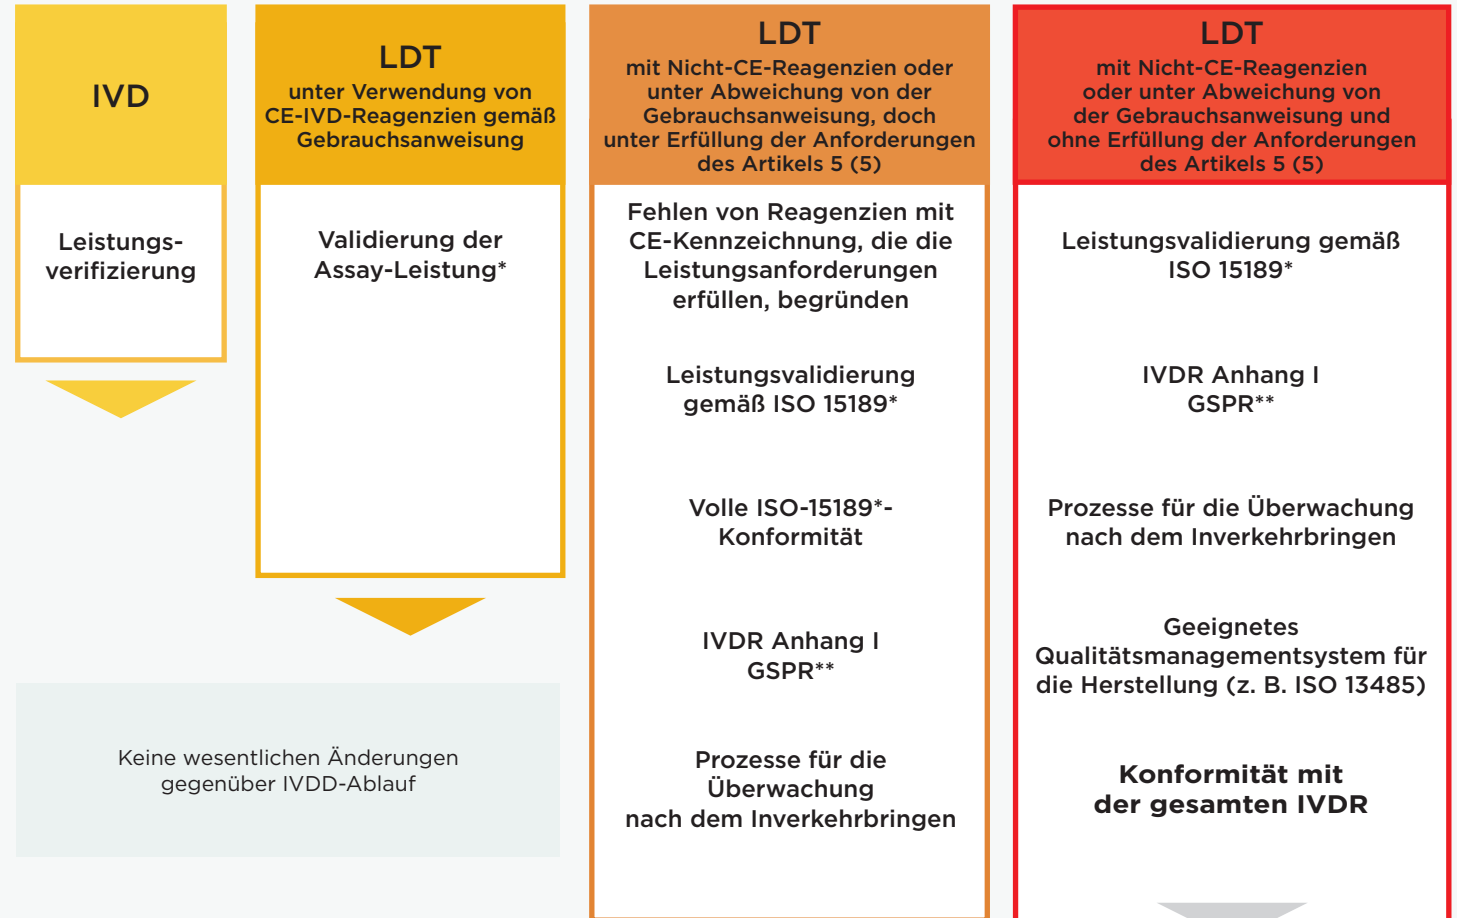 IVD
Leistungs-
verifizierung
LDT
unter Verwendung von
CE-IVD-Reagenzien gemäß
Gebrauchsanweisung
Validierung der
Assay-Leistung*
Keine wesentlichen Änderungen
gegenüber IVDD-Ablauf
LDT
mit Nicht-CE-Reagenzien oder
unter Abweichung von der
Gebrauchsanweisung, doch
unter Erfüllung der Anforderungen
des Artikels 5 (5)
Fehlen von Reagenzien mit
CE-Kennzeichnung, die die
Leistungsanforderungen
erfüllen, begründen
Leistungsvalidierung
gemäß ISO 15189*
Volle ISO-15189*-
Konformität
IVDR Anhang I
GSPR**
Prozesse für die
Überwachung
nach dem Inverkehrbringen
LDT
mit Nicht-CE-Reagenzien
oder unter Abweichung von
der Gebrauchsanweisung und
ohne Erfüllung der Anforderungen
des Artikels 5 (5)
Leistungsvalidierung gemäß
ISO 15189*
IVDR Anhang I
GSPR**
Prozesse für die Überwachung
nach dem Inverkehrbringen
Geeignetes
Qualitätsmanagementsystem für
die Herstellung (z. B. ISO 13485)
Konformität mit
der gesamten IVDR